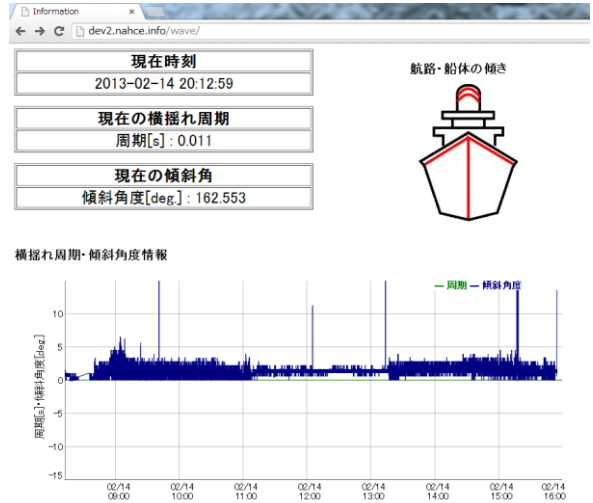 Information
dev2.nahce.info/wave/
現在時刻
2013-02-14 20:12:59
現在の横揺れ周期
周期[s] : 0.011
現在の傾斜角
傾斜角度[deg.] : 162.553
航路・船体の傾き
横揺れ周期・傾斜角度情報
周期 傾斜角度
周期[s]・傾斜角度[deg.]
10
5
0
-5
-10
-15
02/14 02/14 02/14 02/14 02/14 02/14 02/14 02/14
09:00 10:00 11:00 12:00 13:00 14:00 15:00 16:00